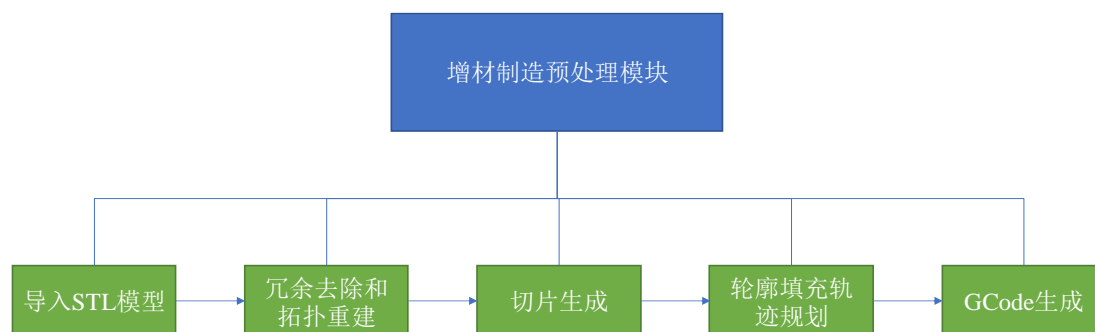 增材制造预处理模块
导入STL模型
冗余去除和
拓扑重建
切片生成
轮廓填充轨
迹规划
GCode生成